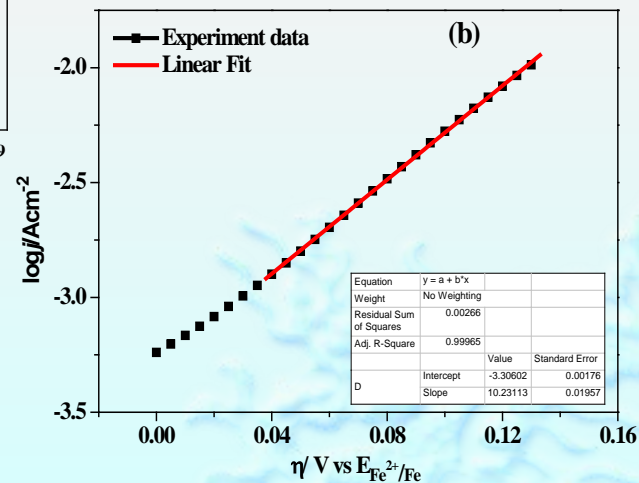 9
(b)
Experiment data
Linear Fit
-2.0
-2.5
-3.0
-3.5
logj/Acm⁻²
0.00 0.04 0.08 0.12 0.16
η/ V vs E_Fe²⁺/Fe
Equation y = a + b*x
Weight No Weighting
Residual Sum of Squares 0.00266
Adj. R-Square 0.99965
Value Standard Error
D Intercept -3.30602 0.00176
Slope 10.23113 0.01957